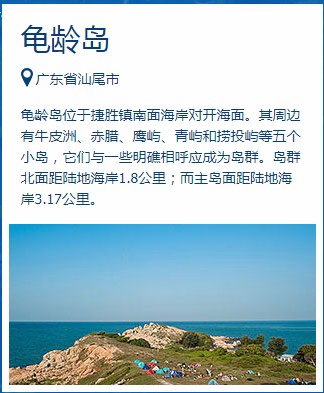 龟龄岛
广东省汕尾市
龟龄岛位于捷胜镇南面海岸对开海面。其周边
有牛皮洲、赤腊、鹰屿、青屿和捞投屿等五个
小岛，它们与一些明礁相呼应成为岛群。岛群
北面距陆地海岸1.8公里；而主岛面距陆地海
岸3.17公里。